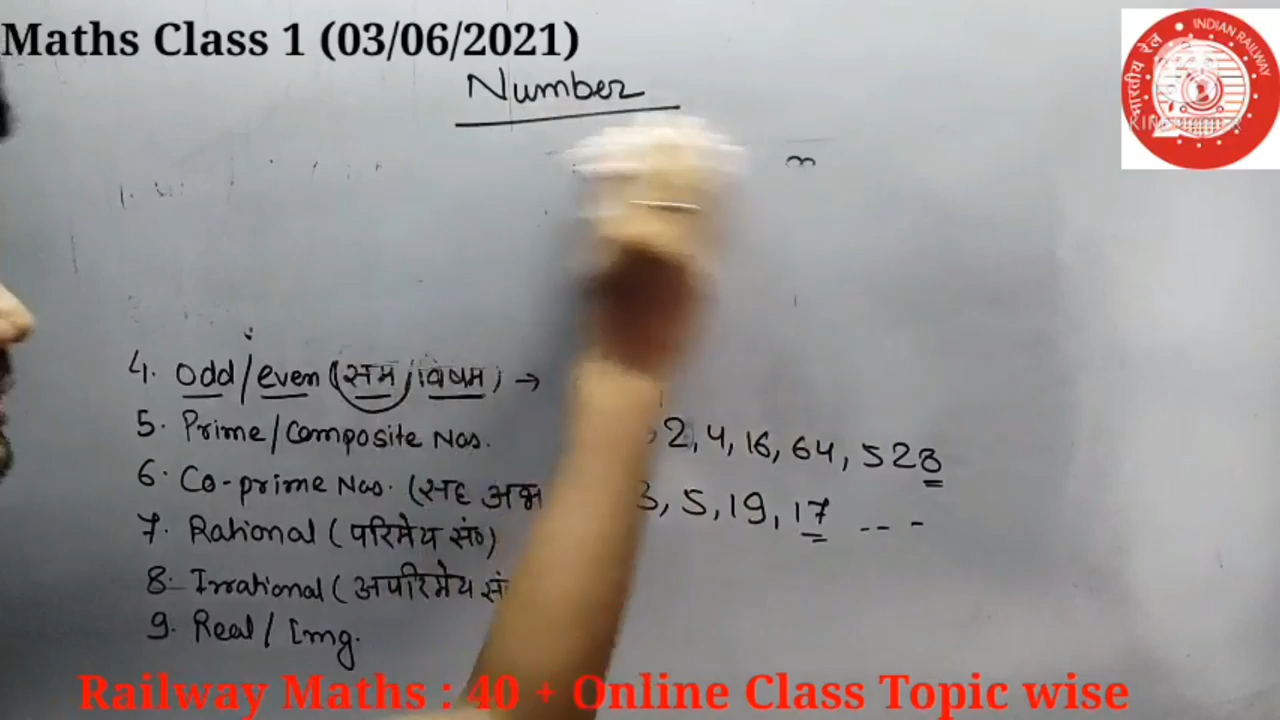 Maths Class 1 (03/06/2021)
INDIAN RAILWAY
भारतीय रेल
Number
4. Odd/even (सम/विषम) →
2, 4, 16, 64, 528
5. Prime/Composite Nos.
6. Co-prime Nos. (सह अभा
3, 5, 19, 17 ---
7. Rational (परिमेय सं०)
8. Irrational (अपरिमेय सं
9. Real/Img.
Railway Maths : 40 + Online Class Topic wise